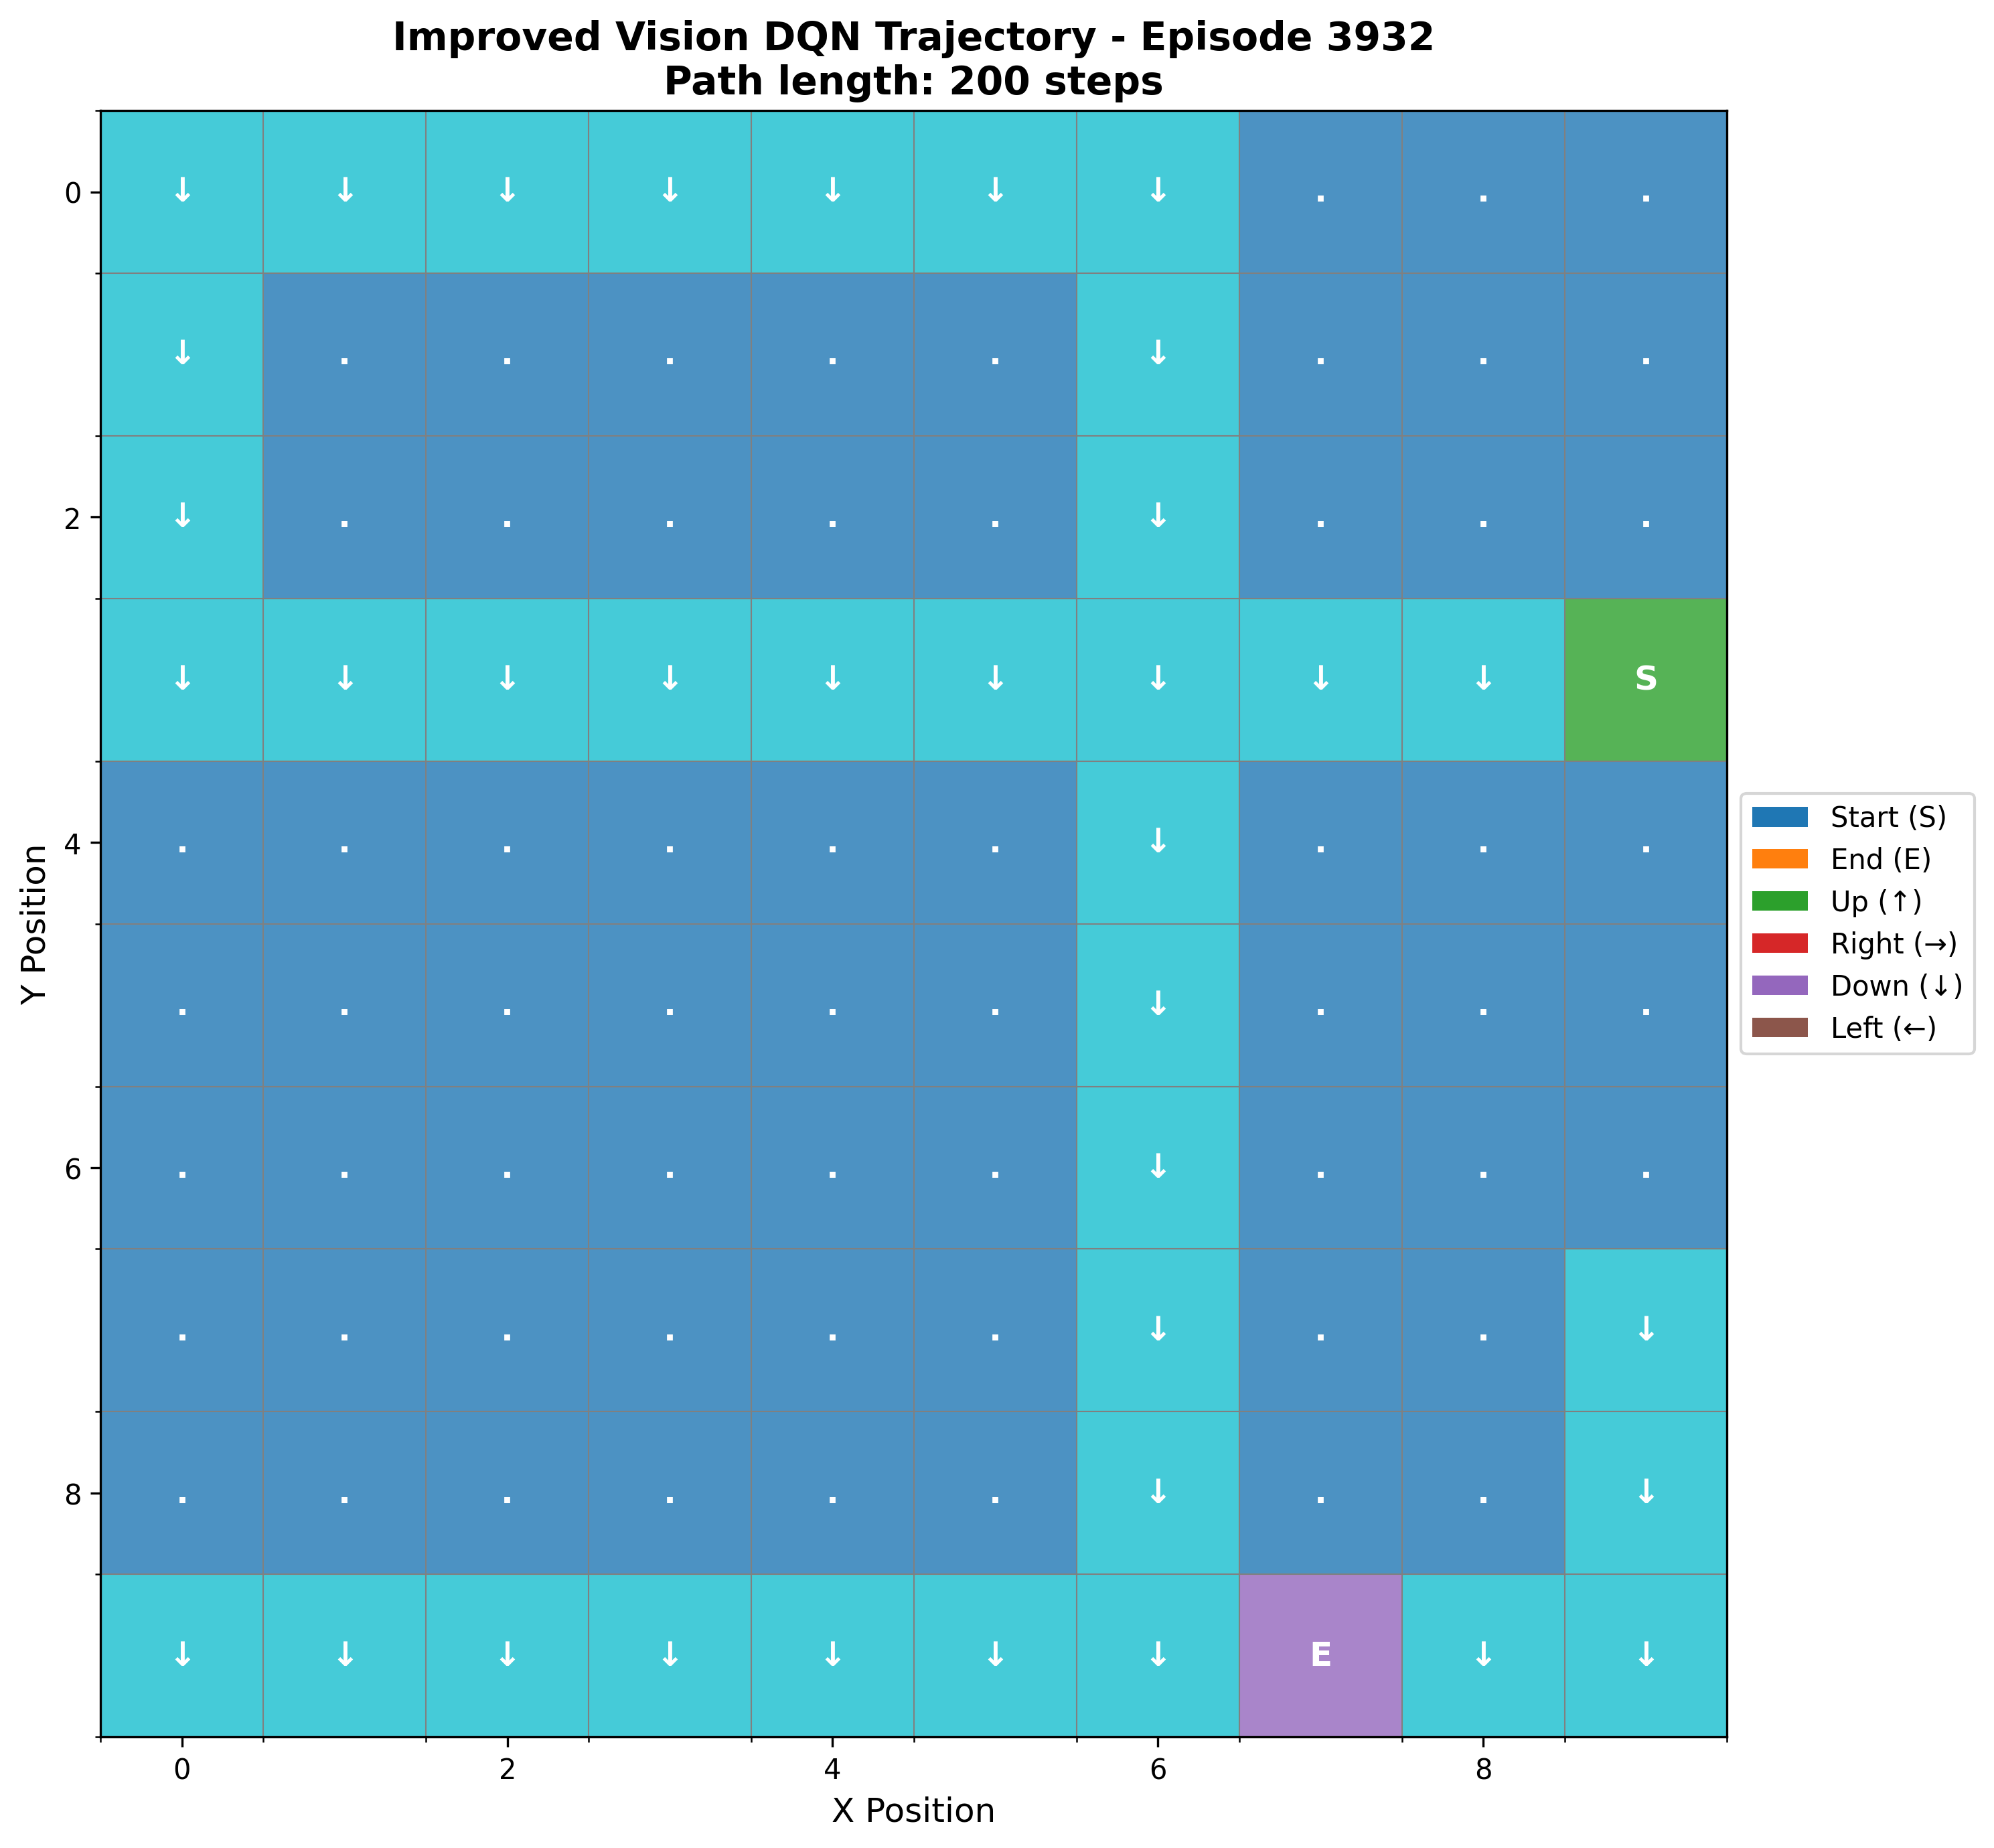 Improved Vision DQN Trajectory - Episode 3932
Path length: 200 steps
0 ↓ ↓ ↓ ↓ ↓ ↓ ↓ . . .
↓ . . . . . ↓ . . .
2 ↓ . . . . . ↓ . . .
↓ ↓ ↓ ↓ ↓ ↓ ↓ ↓ ↓ S
4 . . . . . . ↓ . . .
. . . . . . ↓ . . .
6 . . . . . . ↓ . . .
. . . . . . ↓ . . ↓
8 . . . . . . ↓ . . ↓
↓ ↓ ↓ ↓ ↓ ↓ ↓ E ↓ ↓
0 2 4 6 8
X Position
Y Position
Start (S)
End (E)
Up (↑)
Right (→)
Down (↓)
Left (←)